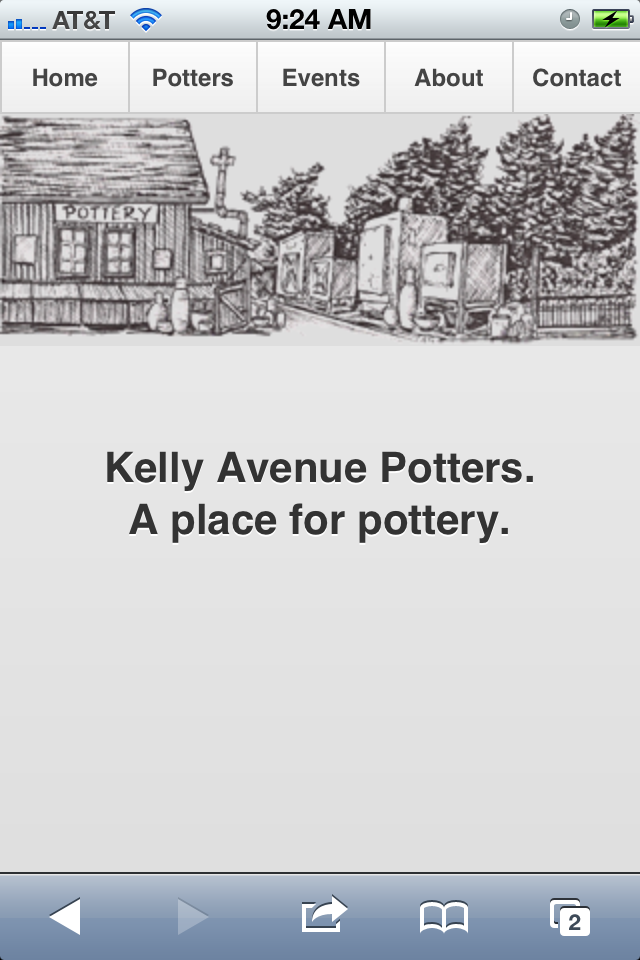 AT&T 9:24 AM
Home Potters Events About Contact
POTTERY
Kelly Avenue Potters.
A place for pottery.
2